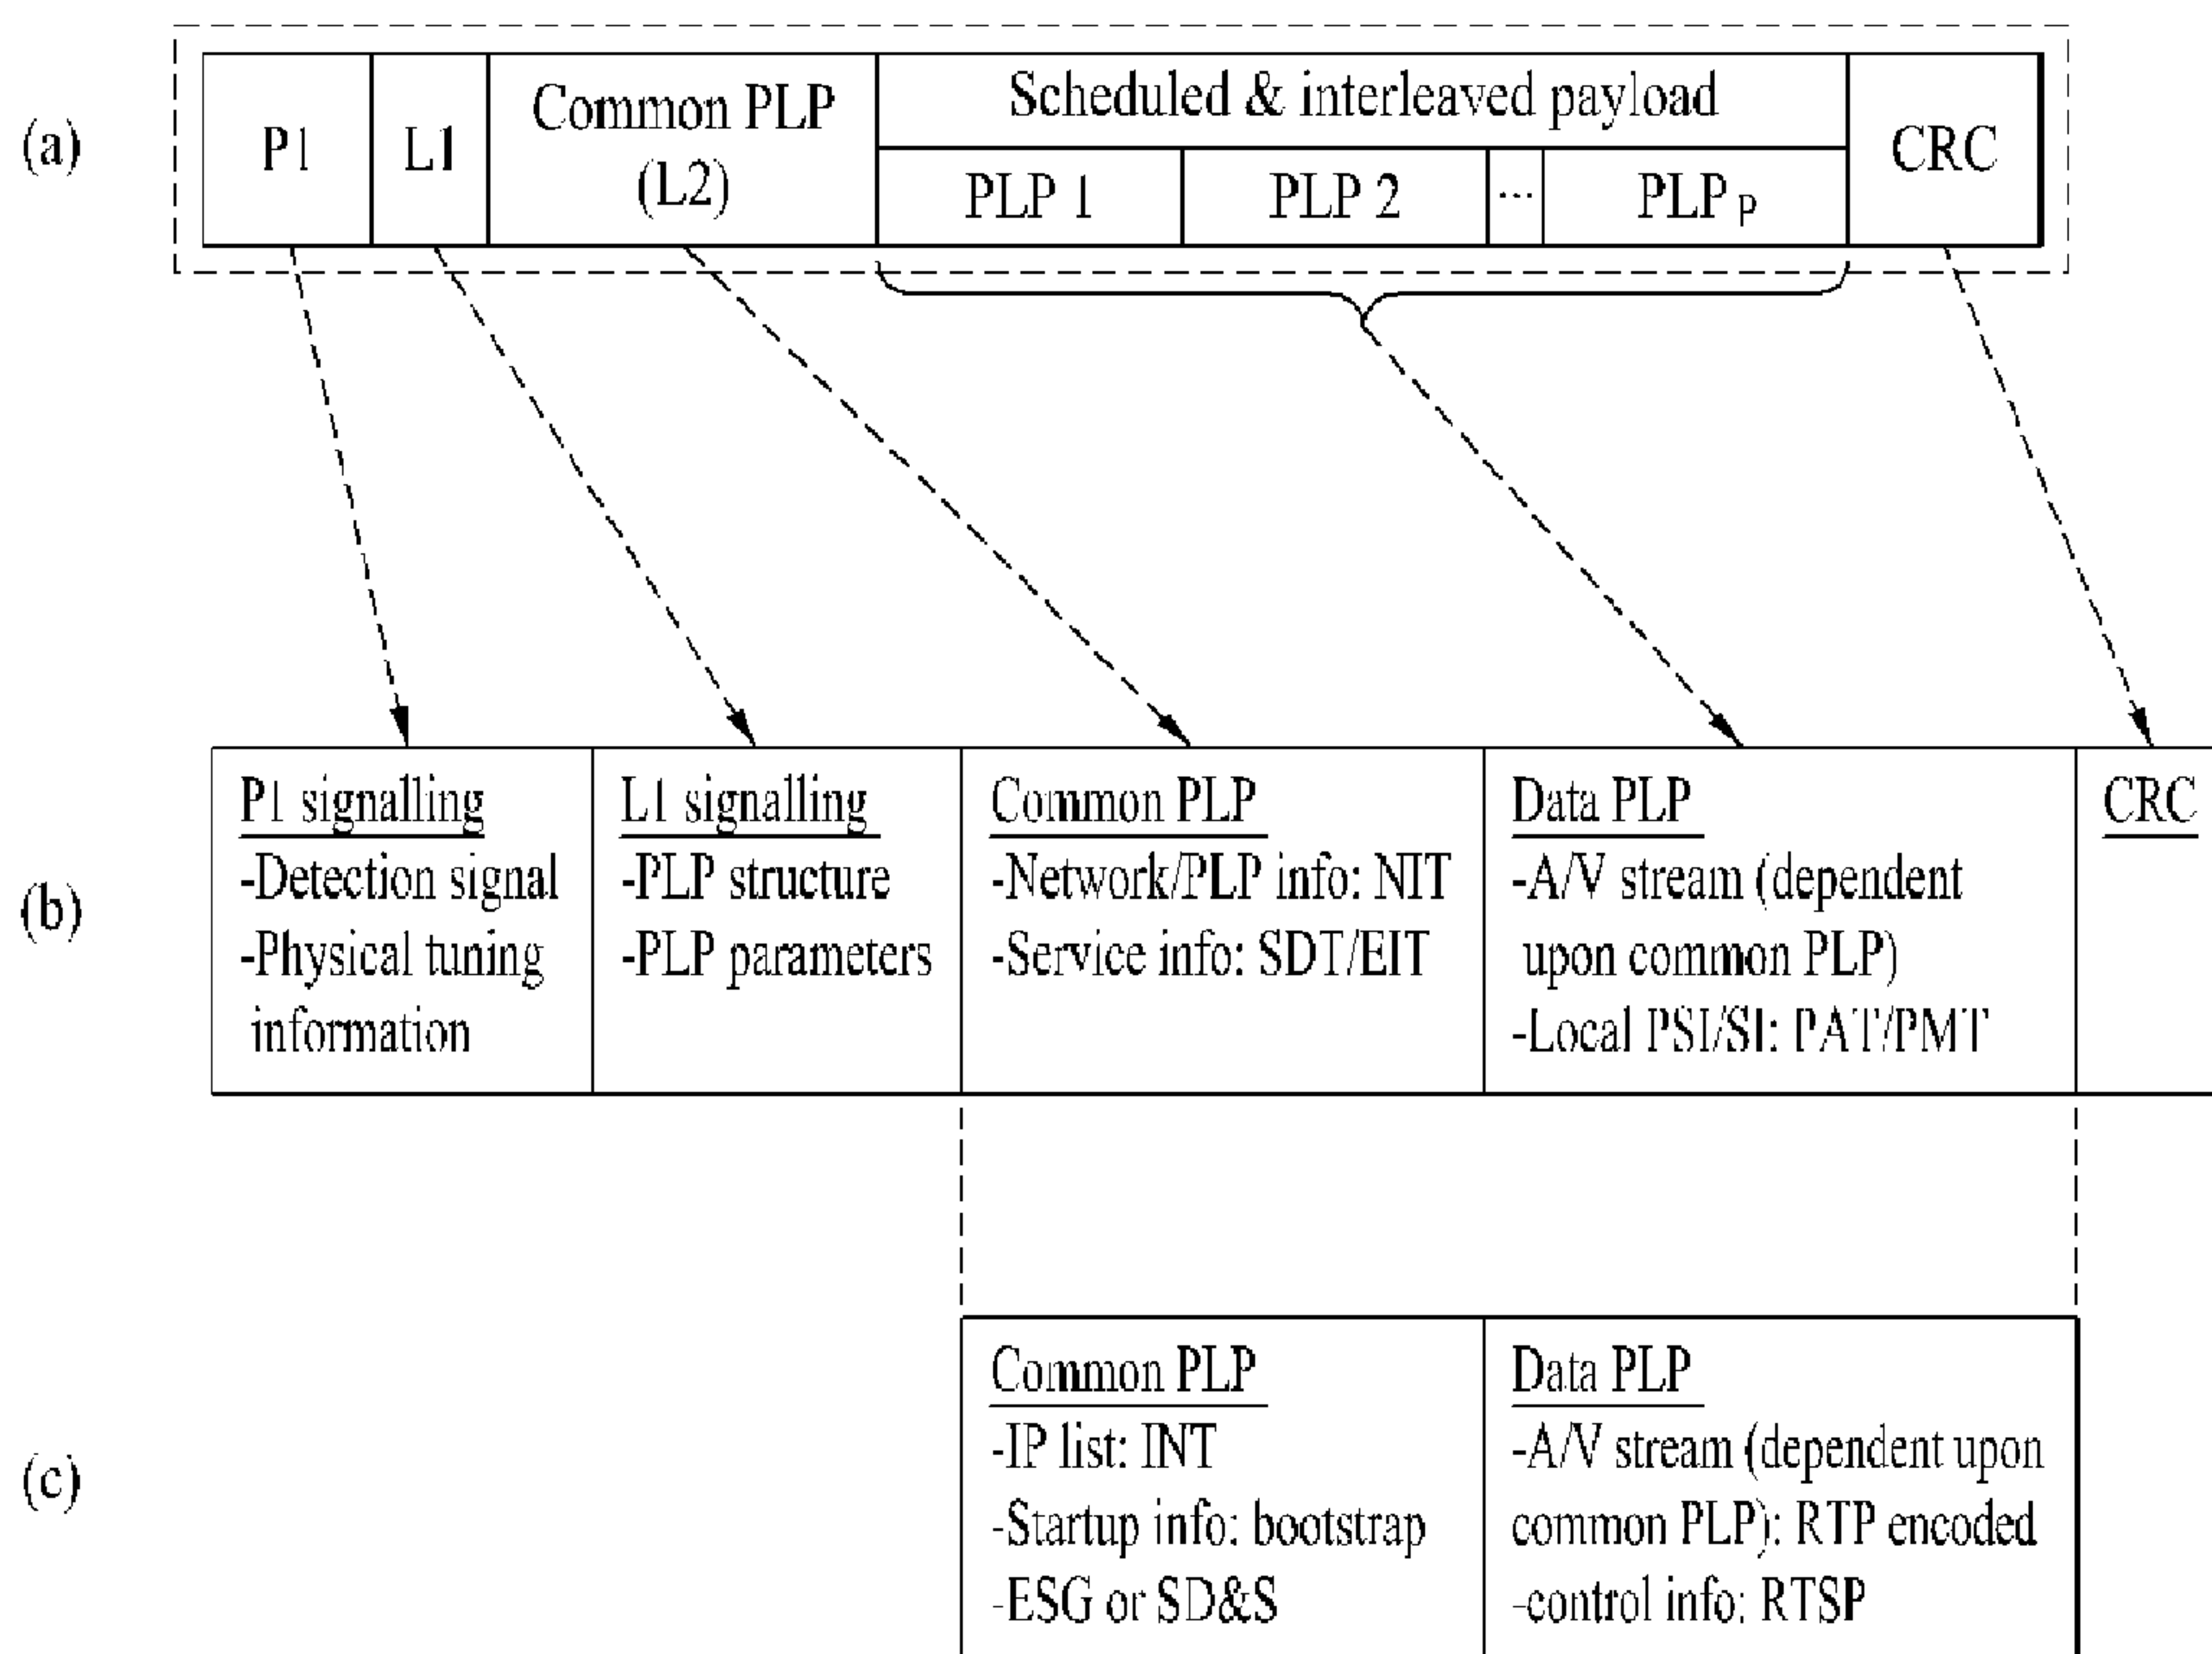 (a)
P1
L1
Common PLP
(L2)
Scheduled & interleaved payload
PLP 1
PLP 2
...
PLP P
CRC
(b)
P1 signalling
-Detection signal
-Physical tuning
information
L1 signalling
-PLP structure
-PLP parameters
Common PLP
-Network/PLP info: NIT
-Service info: SDT/EIT
Data PLP
-A/V stream (dependent
upon common PLP)
-Local PSI/SI: PAT/PMT
CRC
(c)
Common PLP
-IP list: INT
-Startup info: bootstrap
-ESG or SD&S
Data PLP
-A/V stream (dependent upon
common PLP): RTP encoded
-control info: RTSP